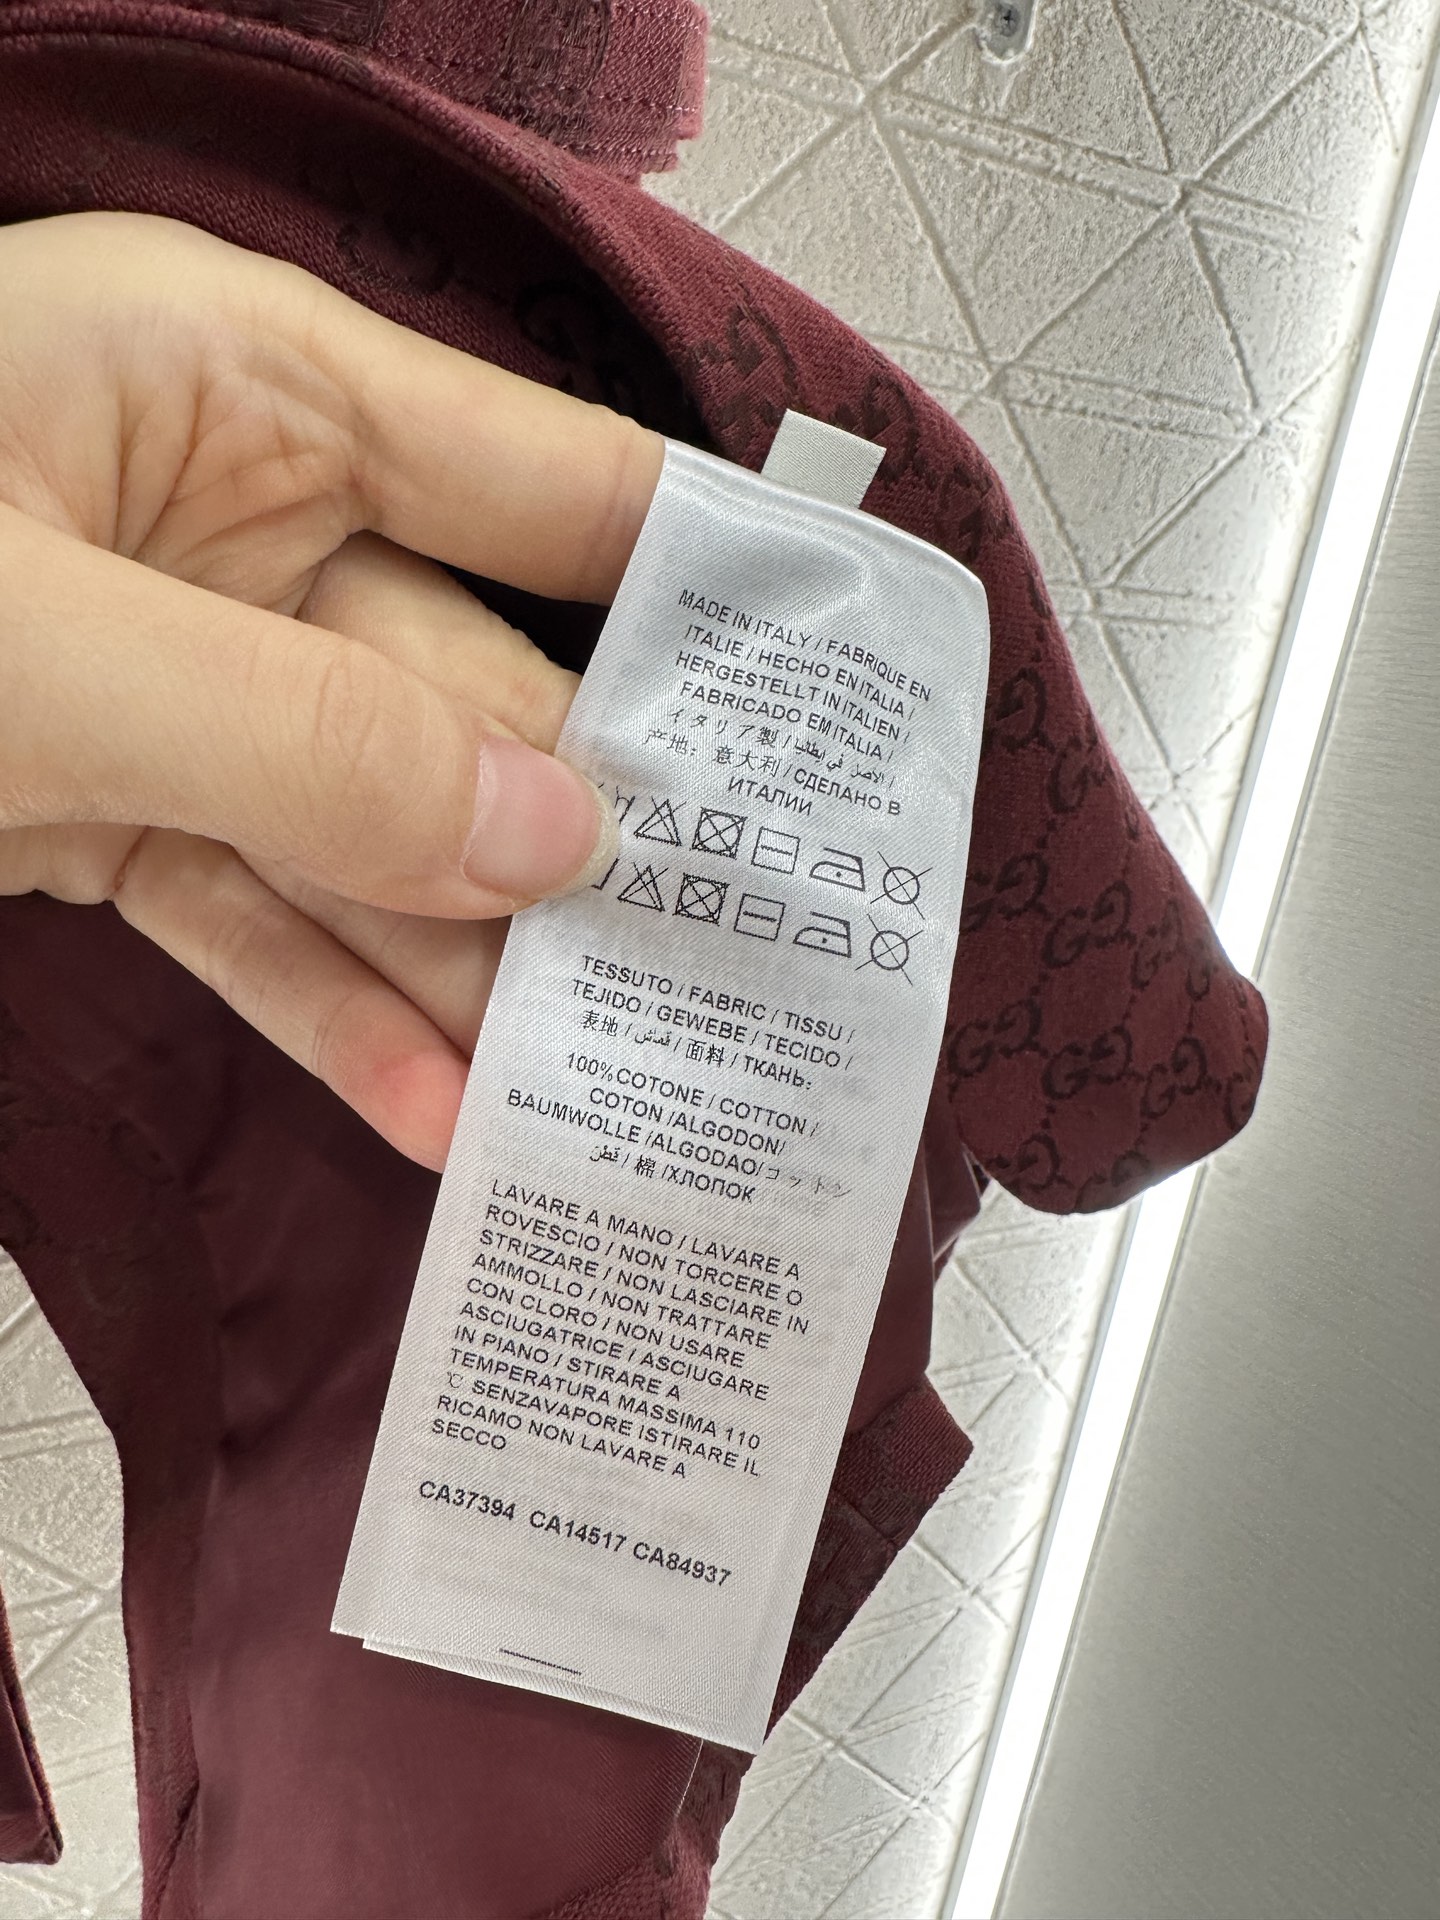 MADE IN ITALY / FABRIQUE EN
ITALIE / HECHO EN ITALIA /
HERGESTELLT IN ITALIEN /
FABRICADO EM ITALIA /
イタリア製 /
产地: 意大利 / СДЕЛАНО В
ИТАЛИИ
TESSUTO / FABRIC / TISSU /
TEJIDO / GEWEBE / TECIDO /
表地 / قماش / 面料 / ТКАНЬ:
100%COTONE / COTTON /
COTON /ALGODON/
BAUMWOLLE /ALGODAO/コットン
قطن / 棉 /ХЛОПОК
LAVARE A MANO / LAVARE A
ROVESCIO / NON TORCERE O
STRIZZARE / NON LASCIARE IN
AMMOLLO / NON TRATTARE
CON CLORO / NON USARE
ASCIUGATRICE / ASCIUGARE
IN PIANO / STIRARE A
TEMPERATURA MASSIMA 110
℃ SENZAVAPORE ISTIRARE IL
RICAMO NON LAVARE A
SECCO
CA37394 CA14517 CA84937